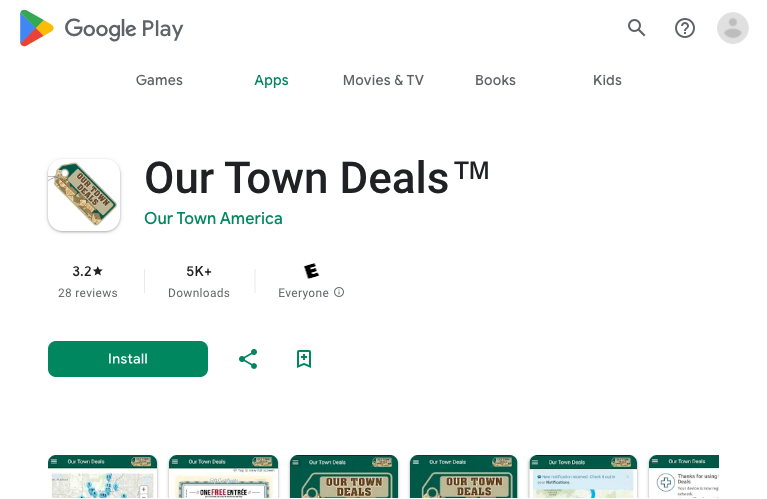 Google Play
Games Apps Movies & TV Books Kids
OUR TOWN
DEALS
Our Town Deals™
Our Town America
3.2★ 5K+ E
28 reviews Downloads Everyone
Install
Our Town Deals Our Town Deals Our Town Deals Our Town Deals Our Town Deals Our Town Deals
ONE FREE ENTRÉE
OUR TOWN
DEALS
OUR TOWN
DEALS
Notifications
Thanks for using